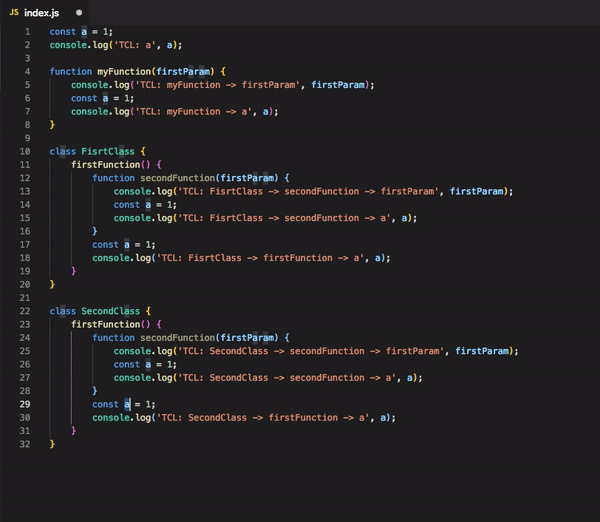 JS index.js ●
1 const a = 1;
2 console.log('TCL: a', a);
3
4 function myFunction(firstParam) {
5     console.log('TCL: myFunction -> firstParam', firstParam);
6     const a = 1;
7     console.log('TCL: myFunction -> a', a);
8 }
9
10 class FisrtClass {
11     firstFunction() {
12         function secondFunction(firstParam) {
13             console.log('TCL: FisrtClass -> secondFunction -> firstParam', firstParam);
14             const a = 1;
15             console.log('TCL: FisrtClass -> secondFunction -> a', a);
16         }
17         const a = 1;
18         console.log('TCL: FisrtClass -> firstFunction -> a', a);
19     }
20 }
21
22 class SecondClass {
23     firstFunction() {
24         function secondFunction(firstParam) {
25             console.log('TCL: SecondClass -> secondFunction -> firstParam', firstParam);
26             const a = 1;
27             console.log('TCL: SecondClass -> secondFunction -> a', a);
28         }
29         const a = 1;
30         console.log('TCL: SecondClass -> firstFunction -> a', a);
31     }
32 }